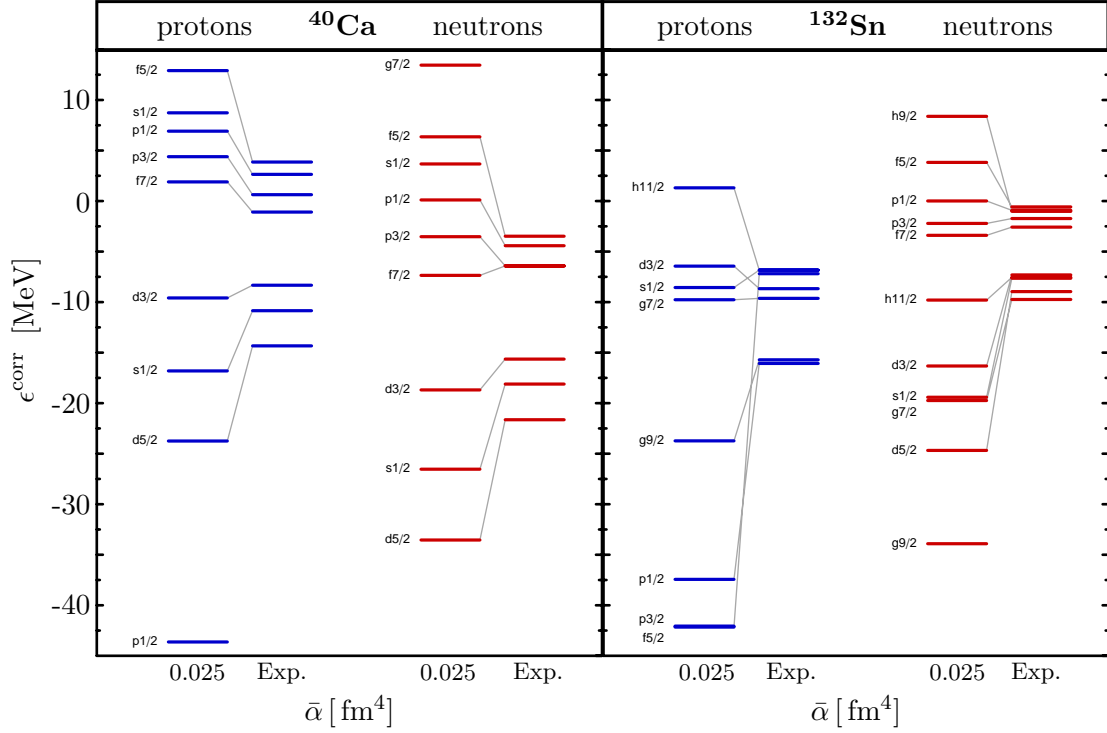 protons ⁴⁰Ca neutrons protons ¹³²Sn neutrons
ϵ^corr [MeV]
10
0
-10
-20
-30
-40
f5/2
s1/2
p1/2
p3/2
f7/2
d3/2
s1/2
d5/2
p1/2
g7/2
f5/2
s1/2
p1/2
p3/2
f7/2
d3/2
s1/2
d5/2
h11/2
d3/2
s1/2
g7/2
g9/2
p1/2
p3/2
f5/2
h9/2
f5/2
p1/2
p3/2
f7/2
h11/2
d3/2
s1/2
g7/2
d5/2
g9/2
0.025 Exp. 0.025 Exp. 0.025 Exp. 0.025 Exp.
ᾱ [ fm⁴] ᾱ [ fm⁴]